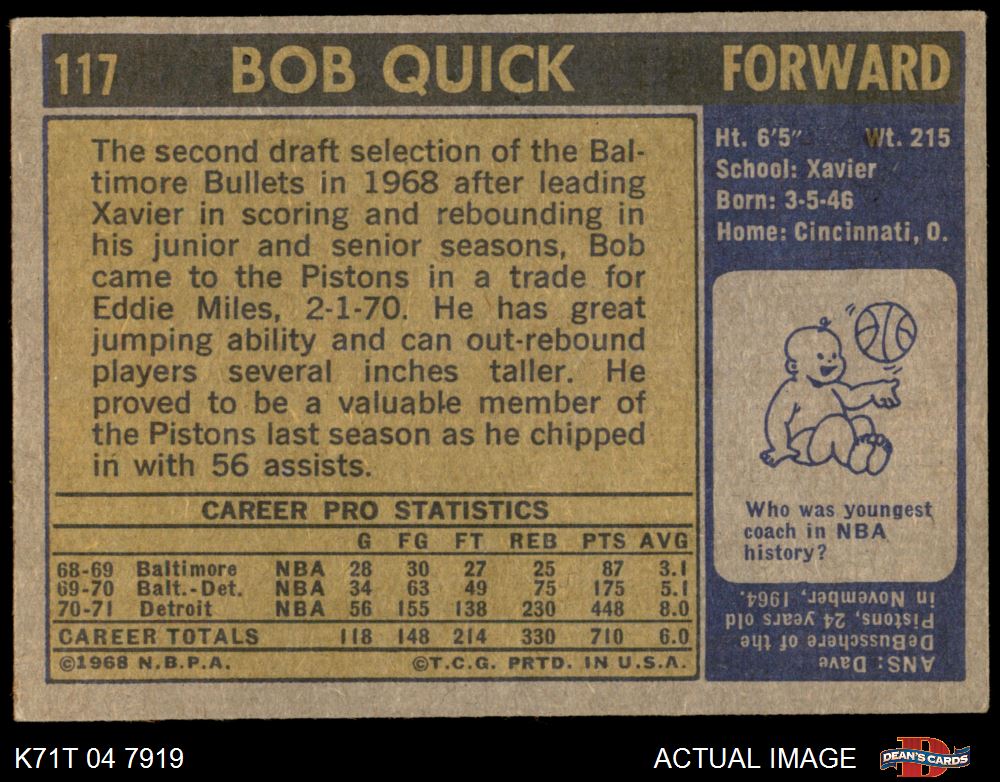 117 BOB QUICK FORWARD
The second draft selection of the Bal-
timore Bullets in 1968 after leading
Xavier in scoring and rebounding in
his junior and senior seasons, Bob
came to the Pistons in a trade for
Eddie Miles, 2-1-70. He has great
jumping ability and can out-rebound
players several inches taller. He
proved to be a valuable member of
the Pistons last season as he chipped
in with 56 assists.
CAREER PRO STATISTICS
G FG FT REB PTS AVG
68-69 Baltimore NBA 28 30 27 25 87 3.1
69-70 Balt.-Det. NBA 34 63 49 75 175 5.1
70-71 Detroit NBA 56 155 138 230 448 8.0
CAREER TOTALS 118 148 214 330 710 6.0
©1968 N.B.P.A. ©T.C.G. PRTD. IN U.S.A.
Ht. 6'5" Wt. 215
School: Xavier
Born: 3-5-46
Home: Cincinnati, O.
Who was youngest
coach in NBA
history?
ANS: Dave
DeBusschere of the
Pistons, 24 years old
in November, 1964.
K71T 04 7919 ACTUAL IMAGE DEAN'S CARDS